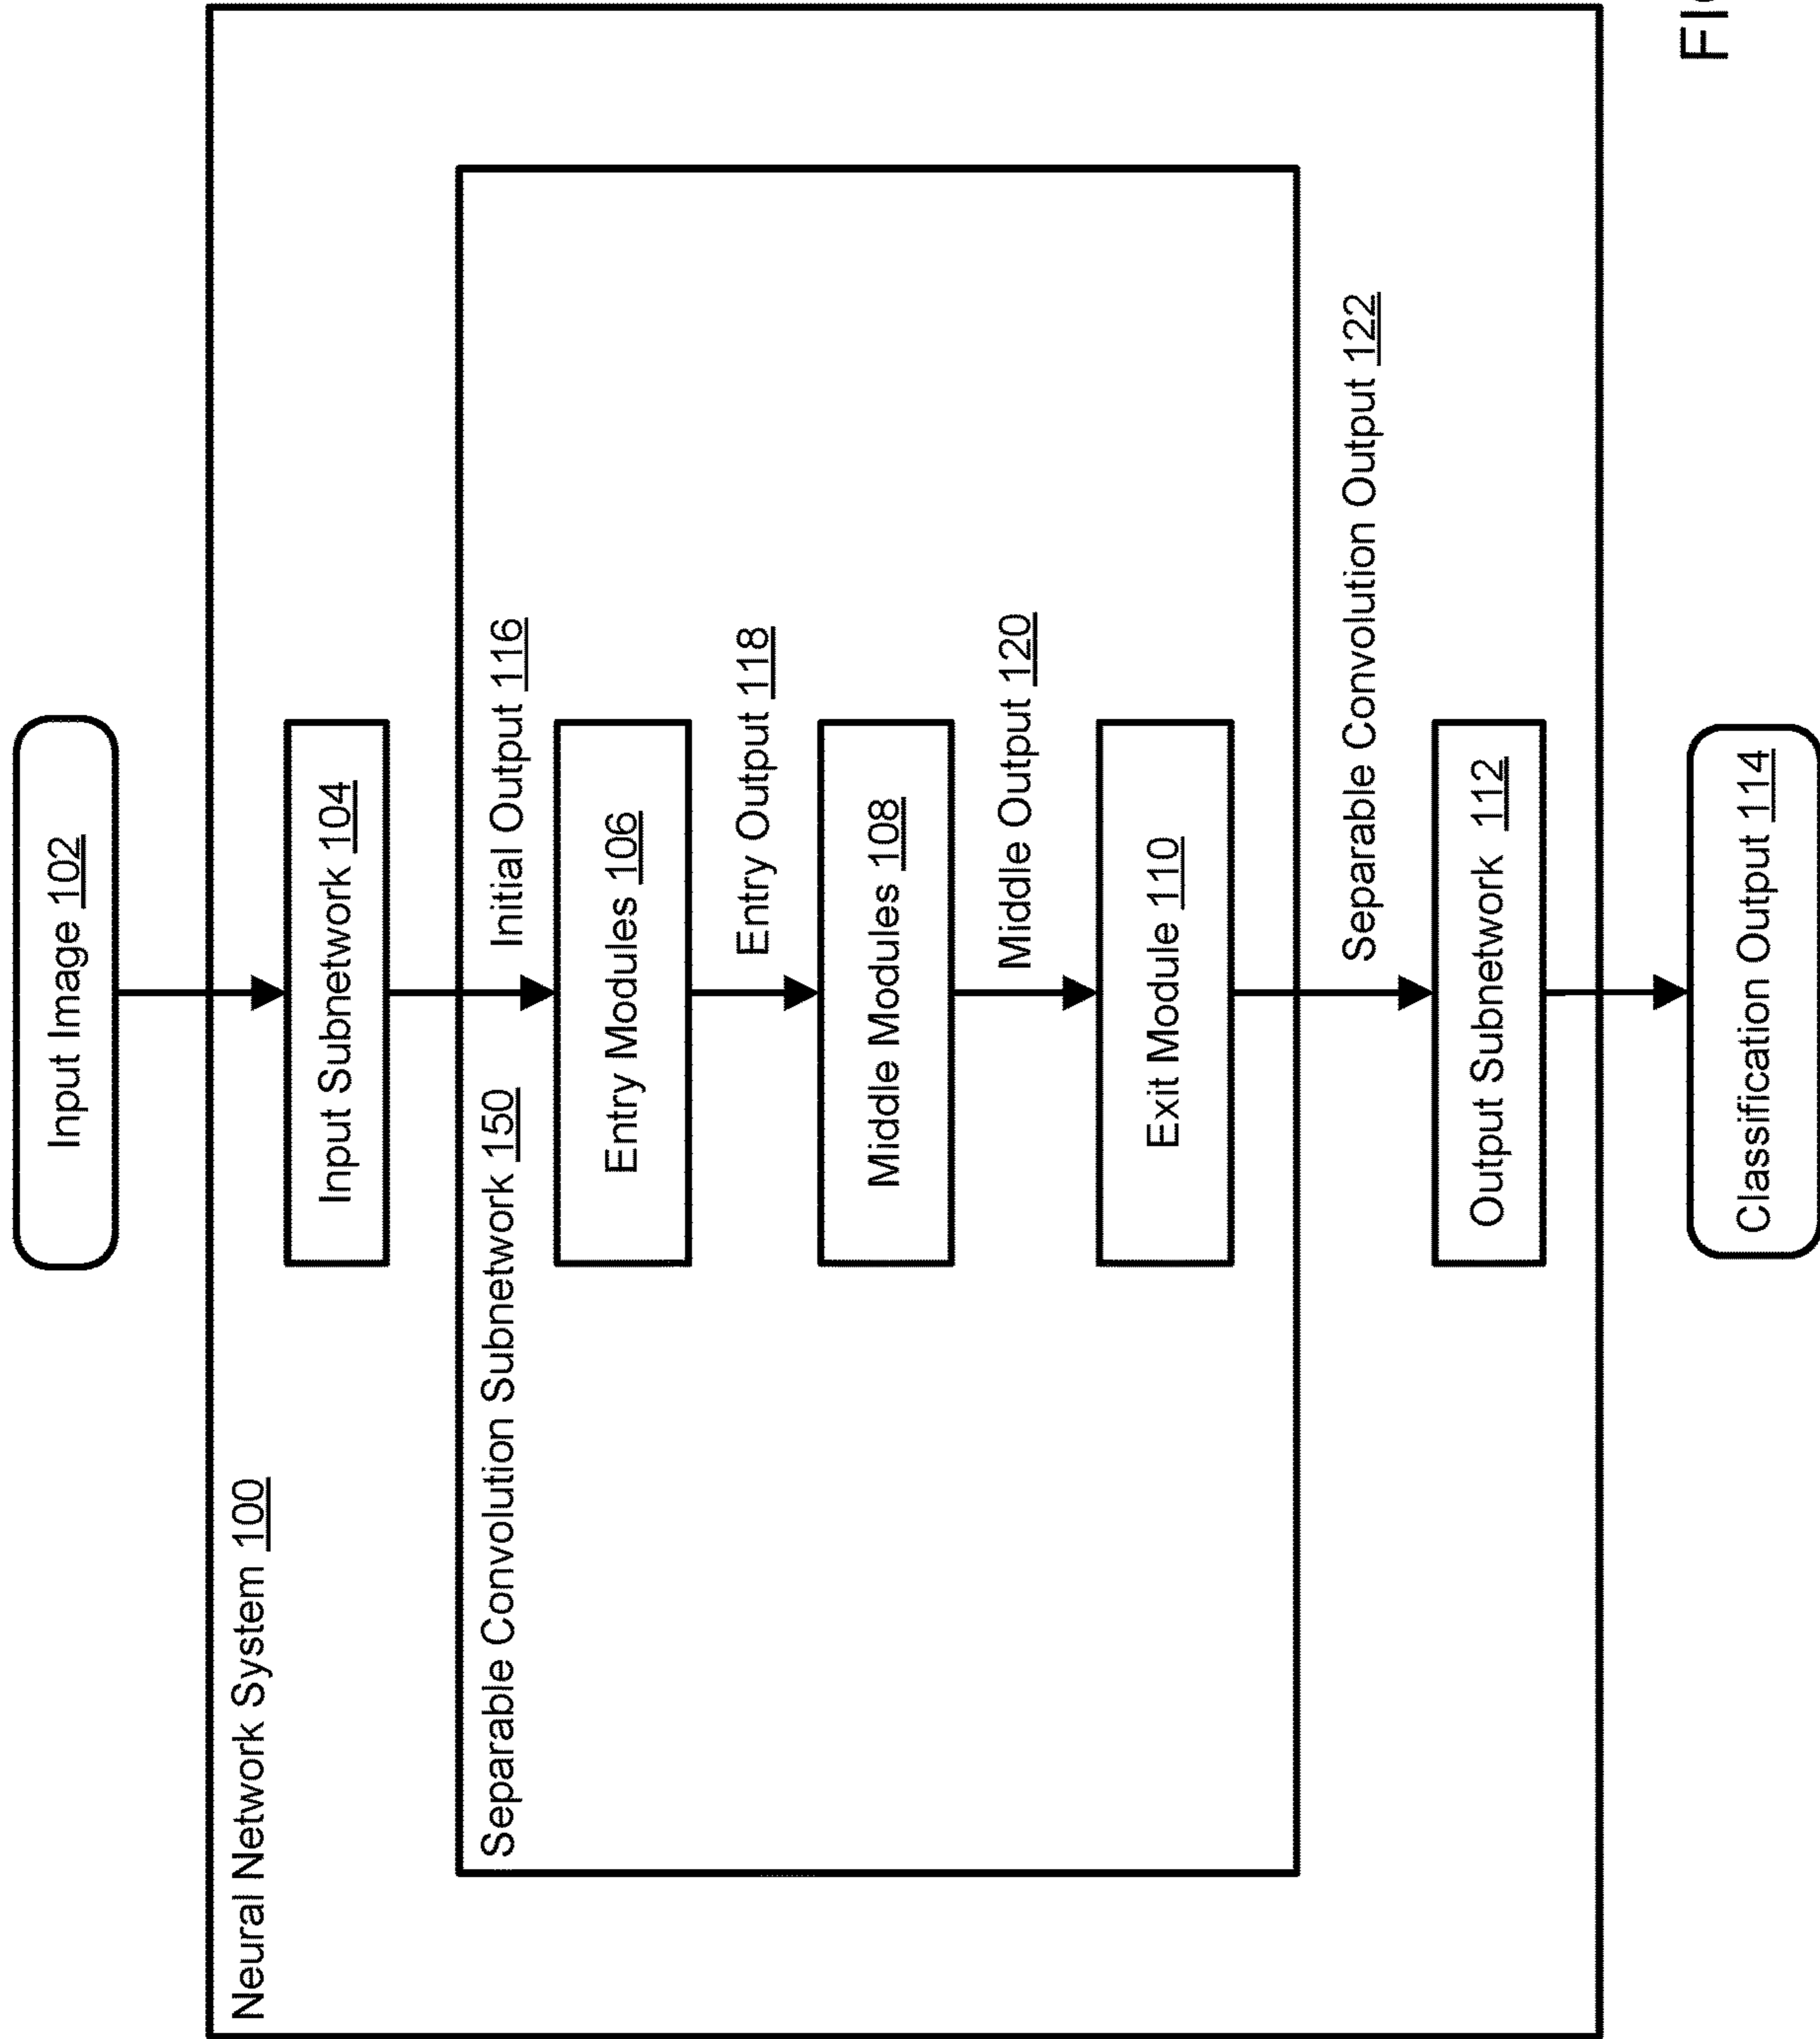 Input Image 102
Neural Network System 100
Input Subnetwork 104
Separable Convolution Subnetwork 150
Initial Output 116
Entry Modules 106
Entry Output 118
Middle Modules 108
Middle Output 120
Exit Module 110
Separable Convolution Output 122
Output Subnetwork 112
Classification Output 114